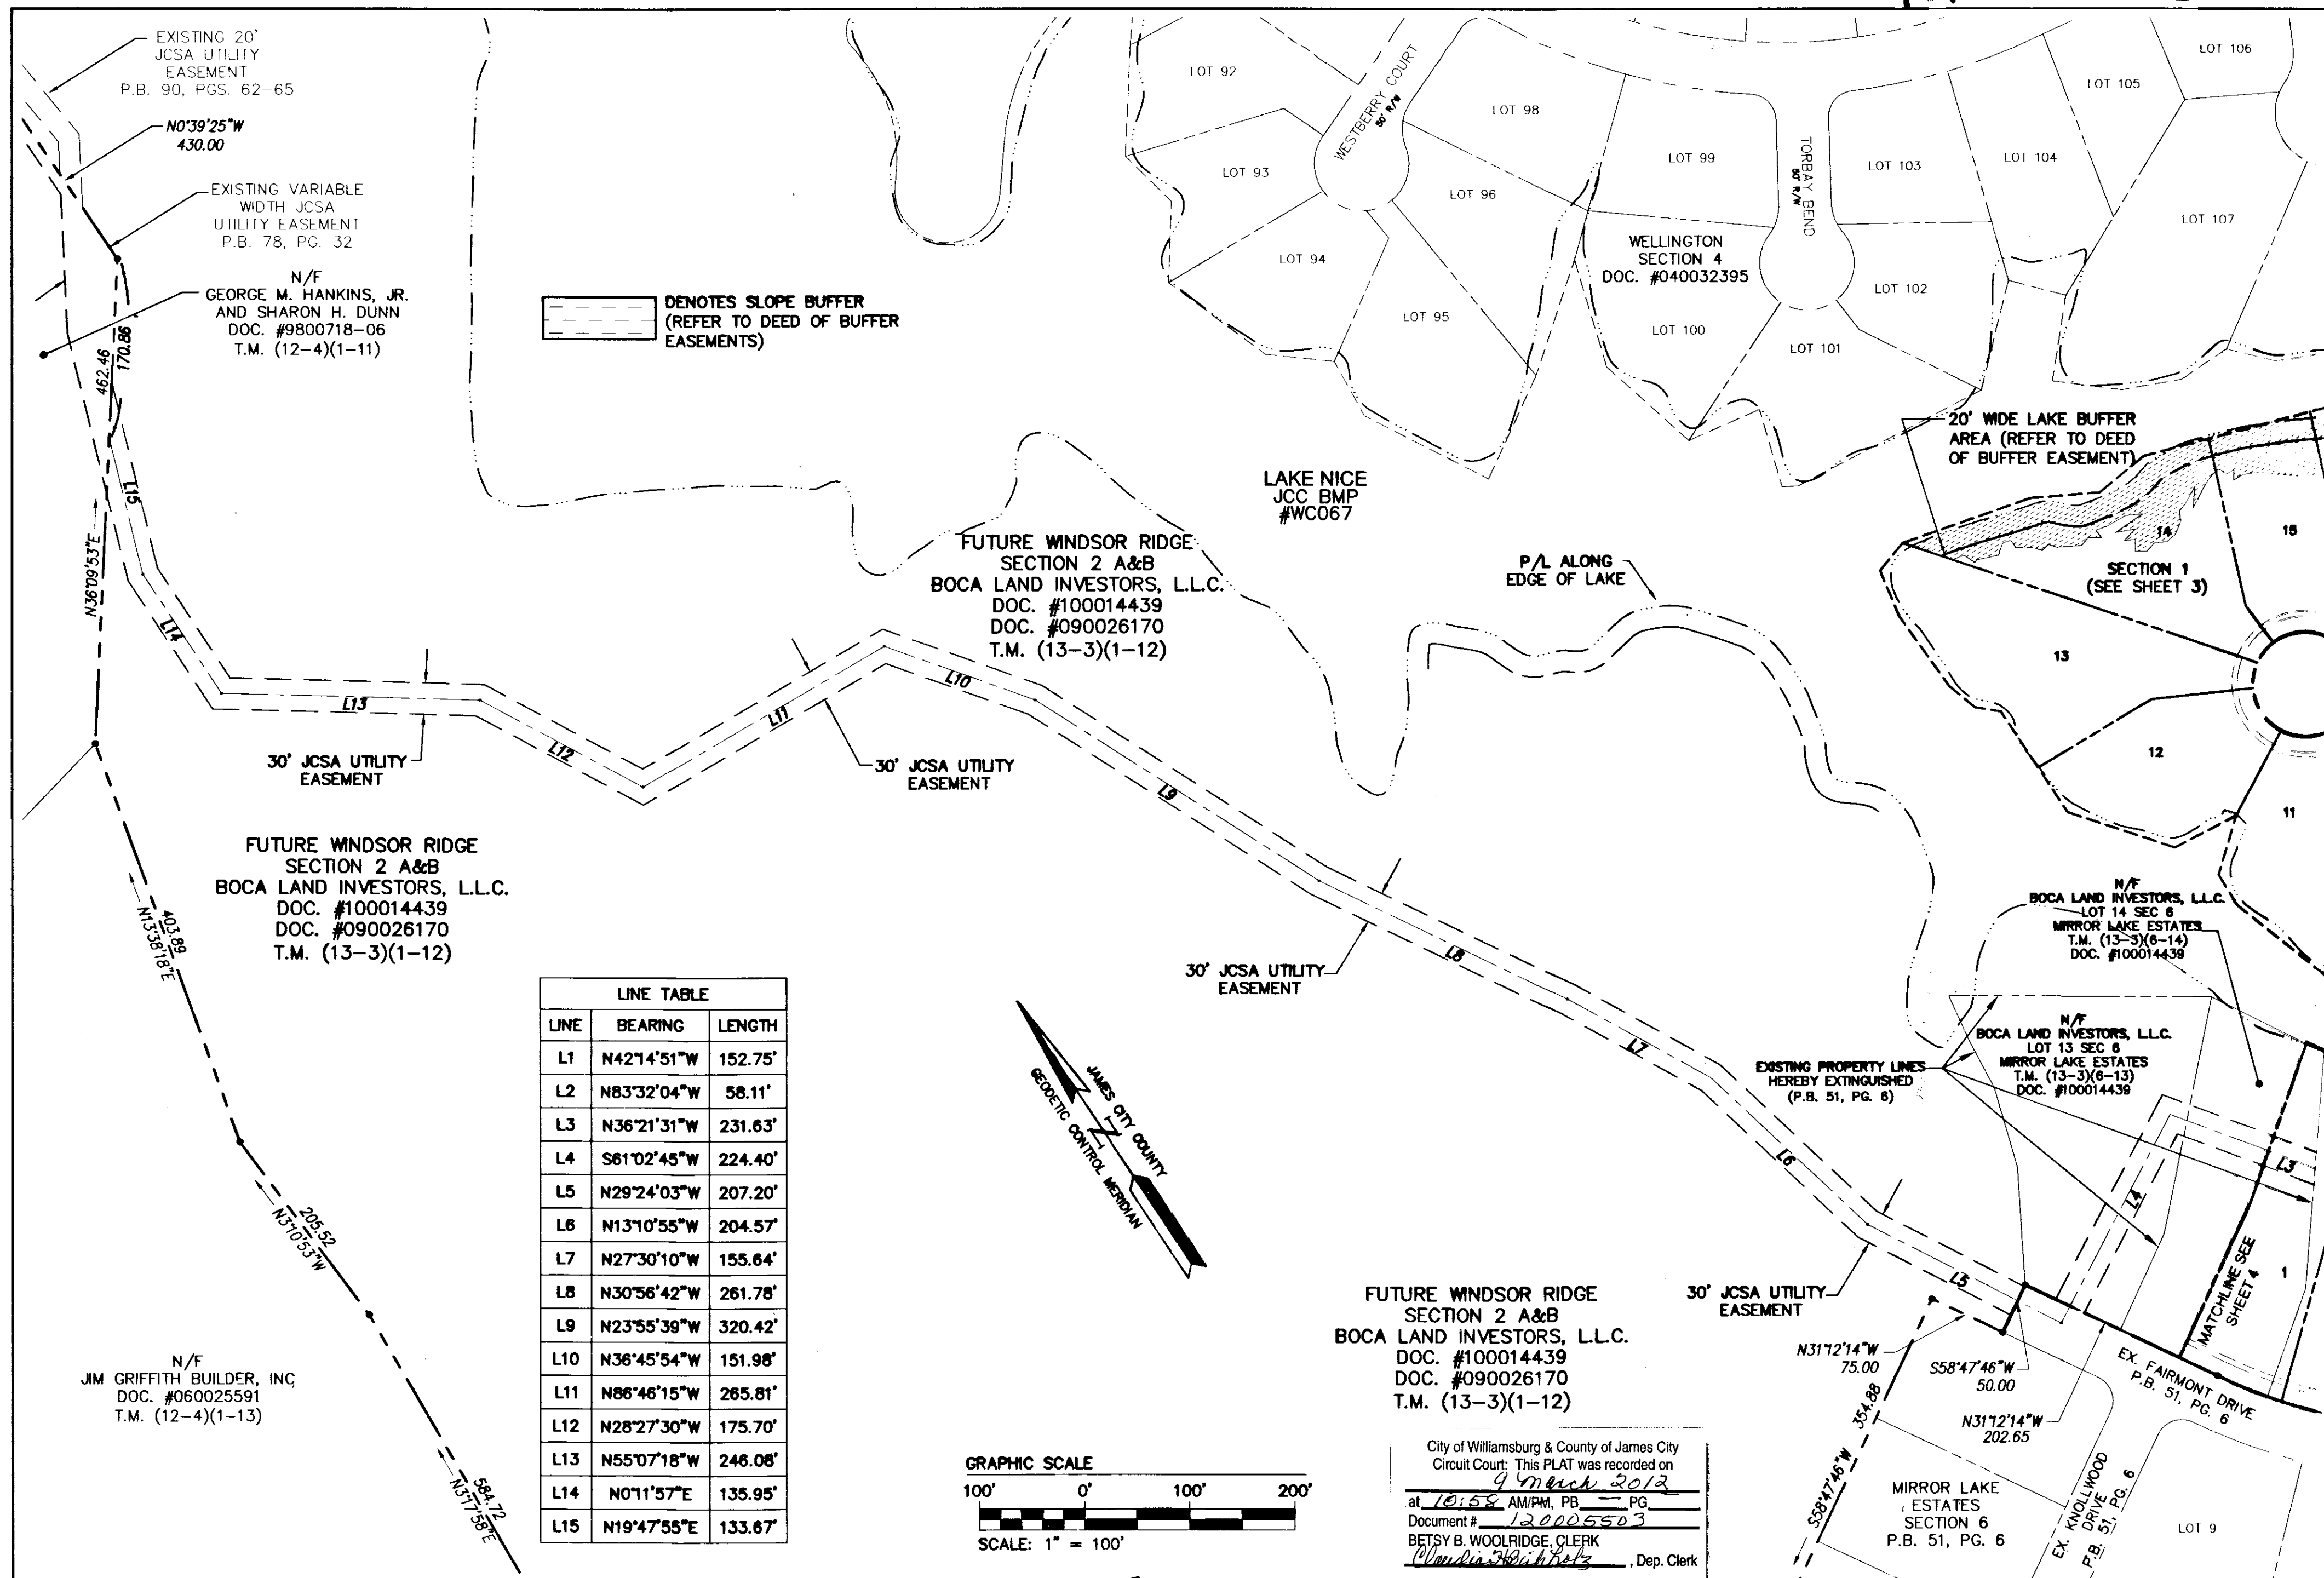 EXISTING 20'
JCSA UTILITY
EASEMENT
P.B. 90, PGS. 62-65
N0°39'25"W
430.00
EXISTING VARIABLE
WIDTH JCSA
UTILITY EASEMENT
P.B. 78, PG. 32
N/F
GEORGE M. HANKINS, JR.
AND SHARON H. DUNN
DOC. #9800718-06
T.M. (12-4)(1-11)
462.46
170.86
N36°09'53"E
DENOTES SLOPE BUFFER
(REFER TO DEED OF BUFFER
EASEMENTS)
LOT 92
LOT 93
LOT 94
LOT 95
LOT 96
WESTBERRY COURT
50' R/W
LOT 98
LOT 99
LOT 100
LOT 101
LOT 102
LOT 103
LOT 104
LOT 105
LOT 106
LOT 107
TORBAY BEND
50' R/W
WELLINGTON
SECTION 4
DOC. #040032395
20' WIDE LAKE BUFFER
AREA (REFER TO DEED
OF BUFFER EASEMENT)
LAKE NICE
JCC BMP
#WC067
FUTURE WINDSOR RIDGE
SECTION 2 A&B
BOCA LAND INVESTORS, L.L.C.
DOC. #100014439
DOC. #090026170
T.M. (13-3)(1-12)
P/L ALONG
EDGE OF LAKE
14
15
SECTION 1
(SEE SHEET 3)
13
12
11
L15
L14
L13
L12
L11
L10
L9
L8
L7
L6
L5
L4
L3
30' JCSA UTILITY
EASEMENT
30' JCSA UTILITY
EASEMENT
30' JCSA UTILITY
EASEMENT
30' JCSA UTILITY
EASEMENT
FUTURE WINDSOR RIDGE
SECTION 2 A&B
BOCA LAND INVESTORS, L.L.C.
DOC. #100014439
DOC. #090026170
T.M. (13-3)(1-12)
403.89
N13°38'18"E
205.52
N3°10'53"W
584.72
N3°17'58"E
N/F
JIM GRIFFITH BUILDER, INC
DOC. #060025591
T.M. (12-4)(1-13)
LINE TABLE
LINE BEARING LENGTH
L1 N42°14'51"W 152.75'
L2 N83°32'04"W 58.11'
L3 N36°21'31"W 231.63'
L4 S61°02'45"W 224.40'
L5 N29°24'03"W 207.20'
L6 N13°10'55"W 204.57'
L7 N27°30'10"W 155.64'
L8 N30°56'42"W 261.78'
L9 N23°55'39"W 320.42'
L10 N36°45'54"W 151.98'
L11 N86°46'15"W 265.81'
L12 N28°27'30"W 175.70'
L13 N55°07'18"W 246.08'
L14 N0°11'57"E 135.95'
L15 N19°47'55"E 133.67'
JAMES CITY COUNTY
GEODETIC CONTROL MERIDIAN
GRAPHIC SCALE
100' 0' 100' 200'
SCALE: 1" = 100'
N/F
BOCA LAND INVESTORS, L.L.C.
LOT 14 SEC 6
MIRROR LAKE ESTATES
T.M. (13-3)(6-14)
DOC. #100014439
N/F
BOCA LAND INVESTORS, L.L.C.
LOT 13 SEC 6
MIRROR LAKE ESTATES
T.M. (13-3)(6-13)
DOC. #100014439
EXISTING PROPERTY LINES
HEREBY EXTINGUISHED
(P.B. 51, PG. 6)
MATCHLINE SEE
SHEET 4
1
FUTURE WINDSOR RIDGE
SECTION 2 A&B
BOCA LAND INVESTORS, L.L.C.
DOC. #100014439
DOC. #090026170
T.M. (13-3)(1-12)
N31°12'14"W
75.00
S58°47'46"W
50.00
N31°12'14"W
202.65
S58°47'46"W 354.88
EX. FAIRMONT DRIVE
P.B. 51, PG. 6
EX. KNOLLWOOD
DRIVE
P.B. 51, PG. 6
MIRROR LAKE
ESTATES
SECTION 6
P.B. 51, PG. 6
LOT 9
City of Williamsburg & County of James City
Circuit Court: This PLAT was recorded on
9 March 2012
at 10:58 AM/PM, PB — PG
Document # 120005503
BETSY B. WOOLRIDGE, CLERK
, Dep. Clerk